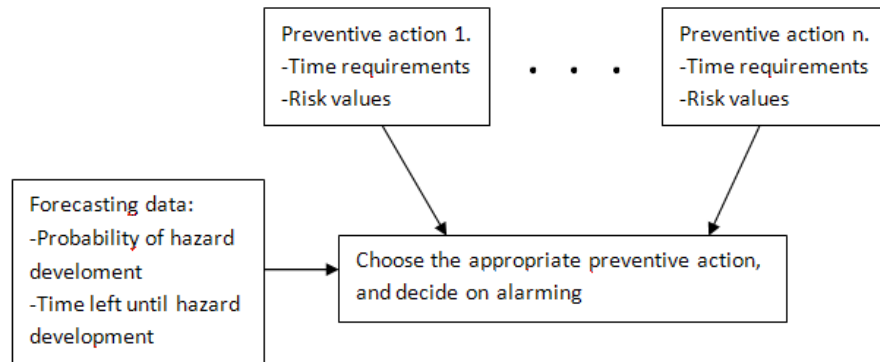 Preventive action 1.
-Time requirements
-Risk values
. . .
Preventive action n.
-Time requirements
-Risk values
Forecasting data:
-Probability of hazard
develoment
-Time left until hazard
development
Choose the appropriate preventive action,
and decide on alarming